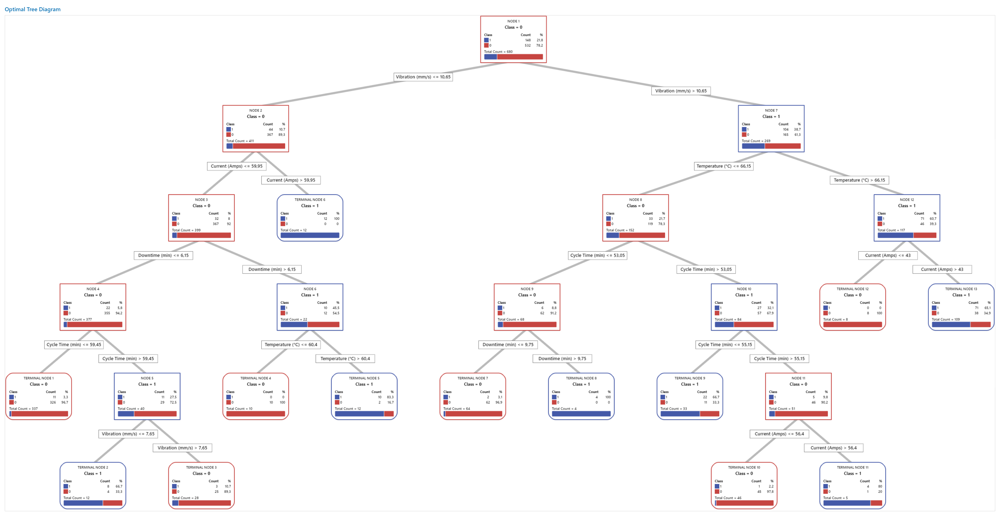 Optimal Tree Diagram
NODE 1
Class = 0
Class Count %
1 148 21,8
0 532 78,2
Total Count = 680
Vibration (mm/s) <= 10,65
Vibration (mm/s) > 10,65
NODE 2
Class = 0
Class Count %
1 44 10,7
0 367 89,3
Total Count = 411
NODE 7
Class = 1
Class Count %
1 104 38,7
0 165 61,3
Total Count = 269
Current (Amps) <= 59,95
Current (Amps) > 59,95
Temperature (°C) <= 66,15
Temperature (°C) > 66,15
NODE 3
Class = 0
Class Count %
1 32 8
0 367 92
Total Count = 399
TERMINAL NODE 6
Class = 1
Class Count %
1 12 100
0 0 0
Total Count = 12
NODE 8
Class = 0
Class Count %
1 33 21,7
0 119 78,3
Total Count = 152
NODE 12
Class = 1
Class Count %
1 71 60,7
0 46 39,3
Total Count = 117
Downtime (min) <= 6,15
Downtime (min) > 6,15
Cycle Time (min) <= 53,05
Cycle Time (min) > 53,05
Current (Amps) <= 43
Current (Amps) > 43
NODE 4
Class = 0
Class Count %
1 22 5,8
0 355 94,2
Total Count = 377
NODE 6
Class = 1
Class Count %
1 10 45,5
0 12 54,5
Total Count = 22
NODE 9
Class = 0
Class Count %
1 6 8,8
0 62 91,2
Total Count = 68
NODE 10
Class = 1
Class Count %
1 27 32,1
0 57 67,9
Total Count = 84
TERMINAL NODE 12
Class = 0
Class Count %
1 0 0
0 8 100
Total Count = 8
TERMINAL NODE 13
Class = 1
Class Count %
1 71 65,1
0 38 34,9
Total Count = 109
Cycle Time (min) <= 59,45
Cycle Time (min) > 59,45
Temperature (°C) <= 60,4
Temperature (°C) > 60,4
Downtime (min) <= 9,75
Downtime (min) > 9,75
Cycle Time (min) <= 55,15
Cycle Time (min) > 55,15
TERMINAL NODE 1
Class = 0
Class Count %
1 11 3,3
0 326 96,7
Total Count = 337
NODE 5
Class = 1
Class Count %
1 11 27,5
0 29 72,5
Total Count = 40
TERMINAL NODE 4
Class = 0
Class Count %
1 0 0
0 10 100
Total Count = 10
TERMINAL NODE 5
Class = 1
Class Count %
1 10 83,3
0 2 16,7
Total Count = 12
TERMINAL NODE 7
Class = 0
Class Count %
1 2 3,1
0 62 96,9
Total Count = 64
TERMINAL NODE 8
Class = 1
Class Count %
1 4 100
0 0 0
Total Count = 4
TERMINAL NODE 9
Class = 1
Class Count %
1 22 66,7
0 11 33,3
Total Count = 33
NODE 11
Class = 0
Class Count %
1 5 9,8
0 46 90,2
Total Count = 51
Vibration (mm/s) <= 7,65
Vibration (mm/s) > 7,65
Current (Amps) <= 56,4
Current (Amps) > 56,4
TERMINAL NODE 2
Class = 1
Class Count %
1 8 66,7
0 4 33,3
Total Count = 12
TERMINAL NODE 3
Class = 0
Class Count %
1 3 10,7
0 25 89,3
Total Count = 28
TERMINAL NODE 10
Class = 0
Class Count %
1 1 2,2
0 45 97,8
Total Count = 46
TERMINAL NODE 11
Class = 1
Class Count %
1 4 80
0 1 20
Total Count = 5